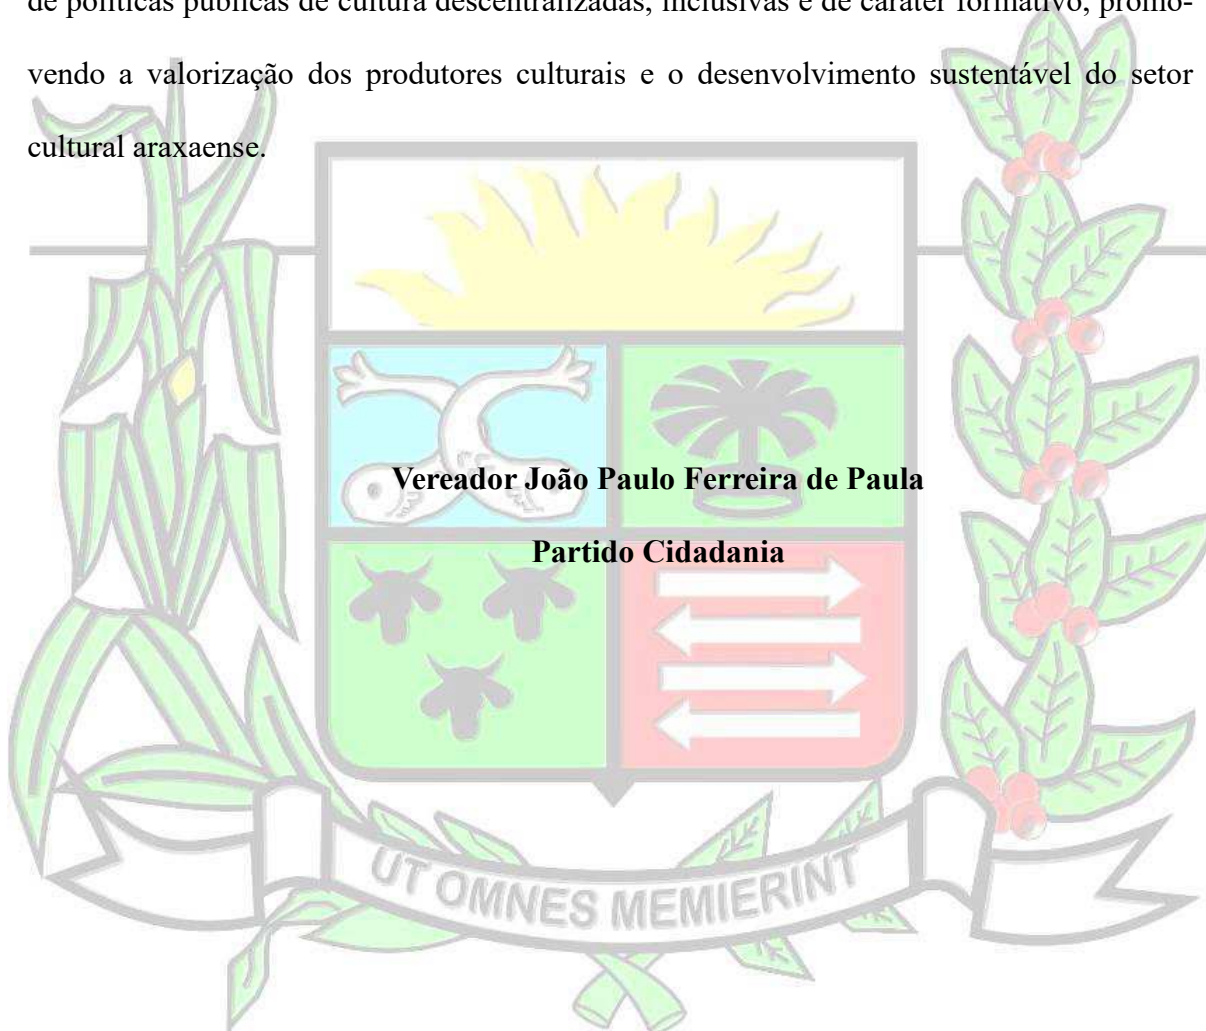 de políticas públicas de cultura descentralizadas, inclusivas e de caráter formativo, promo-
vendo a valorização dos produtores culturais e o desenvolvimento sustentável do setor
cultural araxaense.
Vereador João Paulo Ferreira de Paula
Partido Cidadania
UT OMNES MEMIERINT